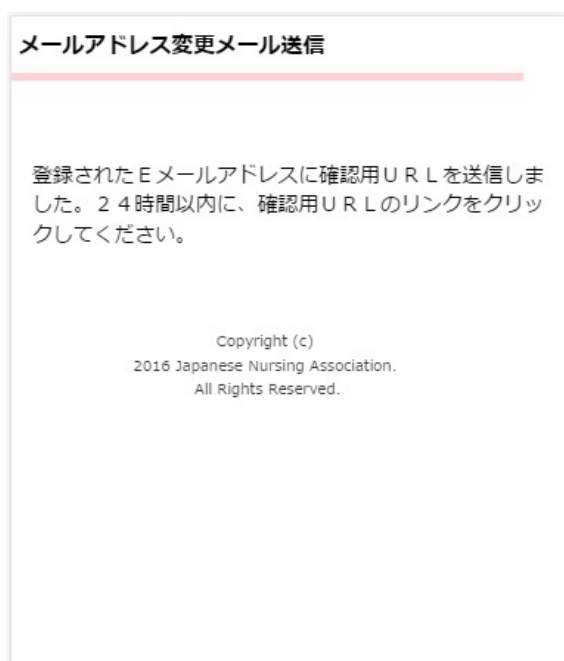 メールアドレス変更メール送信
登録されたＥメールアドレスに確認用ＵＲＬを送信しま
した。２４時間以内に、確認用ＵＲＬのリンクをクリッ
クしてください。
Copyright (c)
2016 Japanese Nursing Association.
All Rights Reserved.